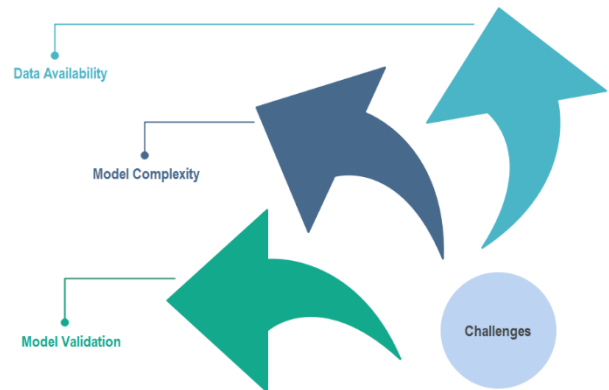 Data Availability
Model Complexity
Model Validation
Challenges